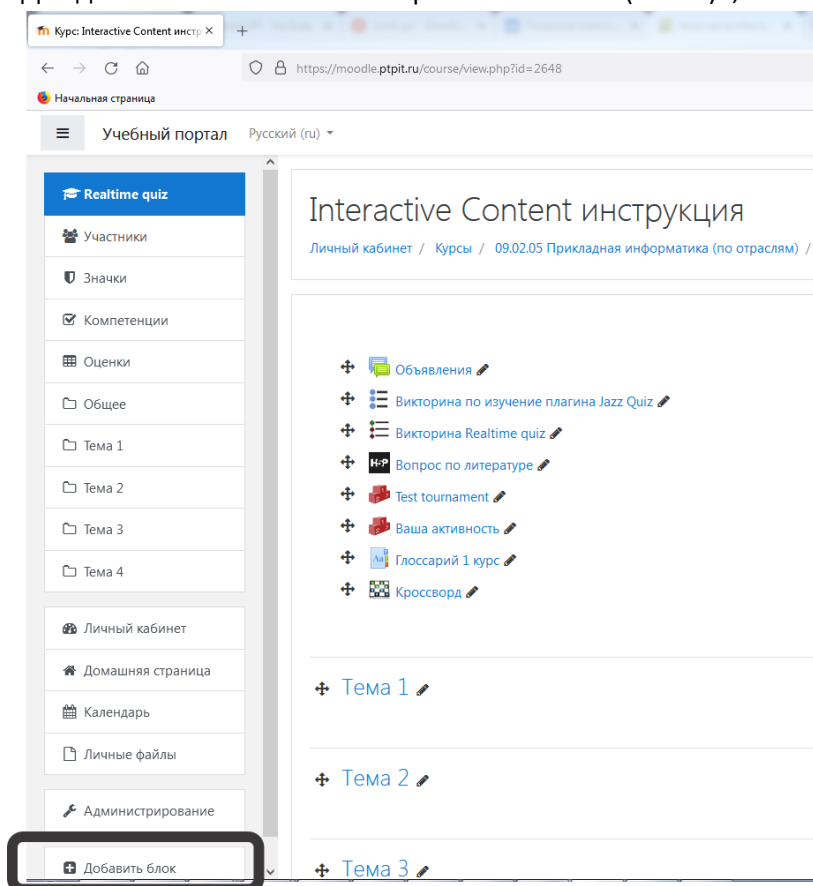 Курс: Interactive Content инстр
https://moodle.ptpit.ru/course/view.php?id=2648
Начальная страница
Учебный портал Русский (ru)
Realtime quiz
Участники
Значки
Компетенции
Оценки
Общее
Тема 1
Тема 2
Тема 3
Тема 4
Личный кабинет
Домашняя страница
Календарь
Личные файлы
Администрирование
Добавить блок
Interactive Content инструкция
Личный кабинет / Курсы / 09.02.05 Прикладная информатика (по отраслям) /
Объявления
Викторина по изучение плагина Jazz Quiz
Викторина Realtime quiz
H-P Вопрос по литературе
Test tournament
Ваша активность
Глоссарий 1 курс
Кроссворд
Тема 1
Тема 2
Тема 3